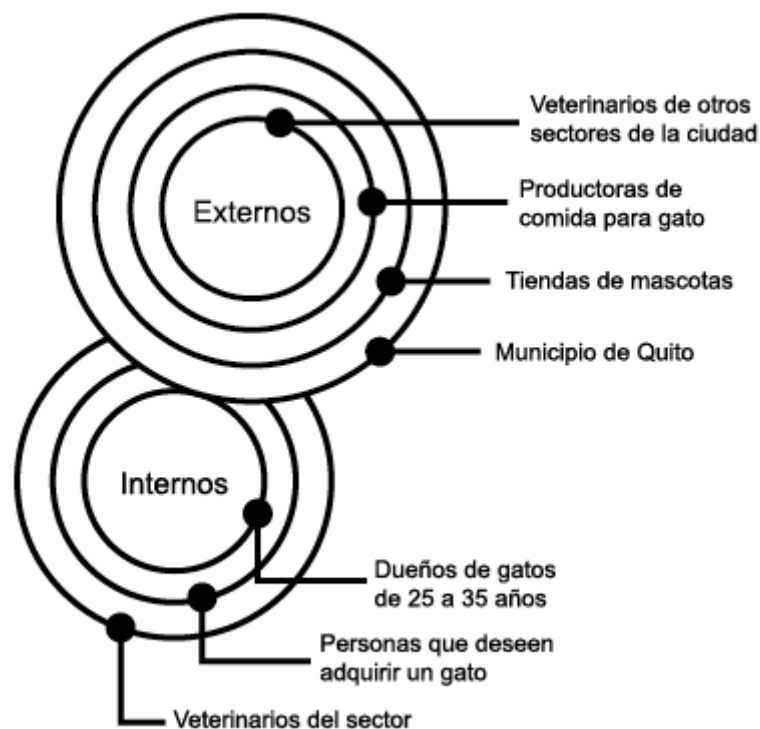 Veterinarios de otros
sectores de la ciudad
Externos
Productoras de
comida para gato
Tiendas de mascotas
Municipio de Quito
Internos
Dueños de gatos
de 25 a 35 años
Personas que deseen
adquirir un gato
Veterinarios del sector